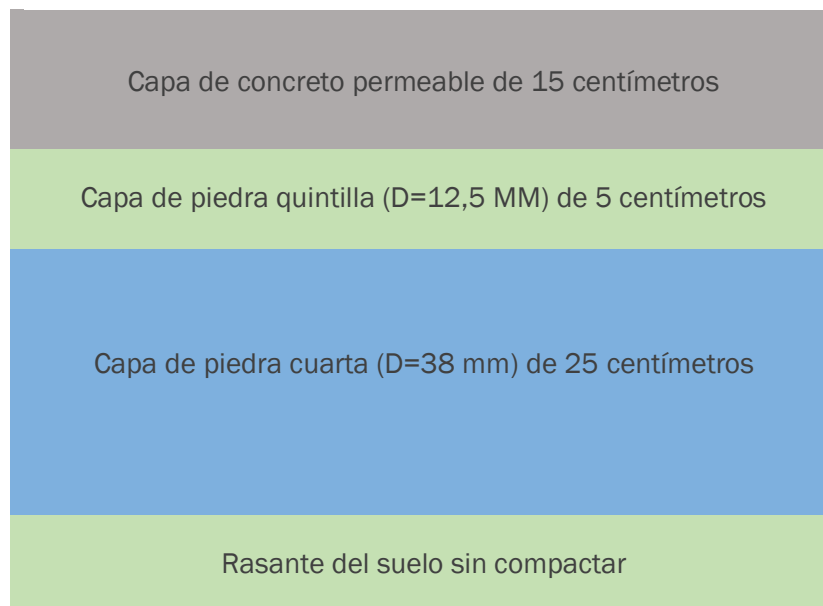 Capa de concreto permeable de 15 centímetros
Capa de piedra quintilla (D=12,5 MM) de 5 centímetros
Capa de piedra cuarta (D=38 mm) de 25 centímetros
Rasante del suelo sin compactar